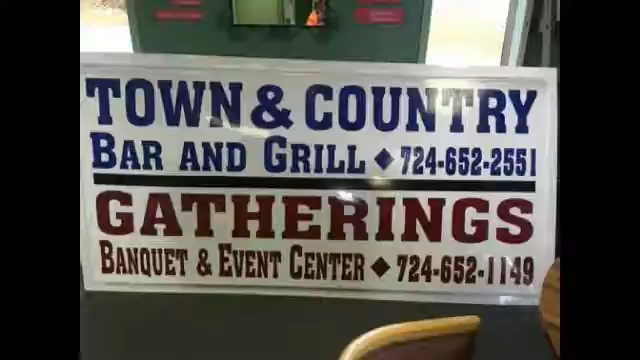 TOWN & COUNTRY
BAR AND GRILL ◆ 724-652-2551
GATHERINGS
BANQUET & EVENT CENTER ◆ 724-652-1149